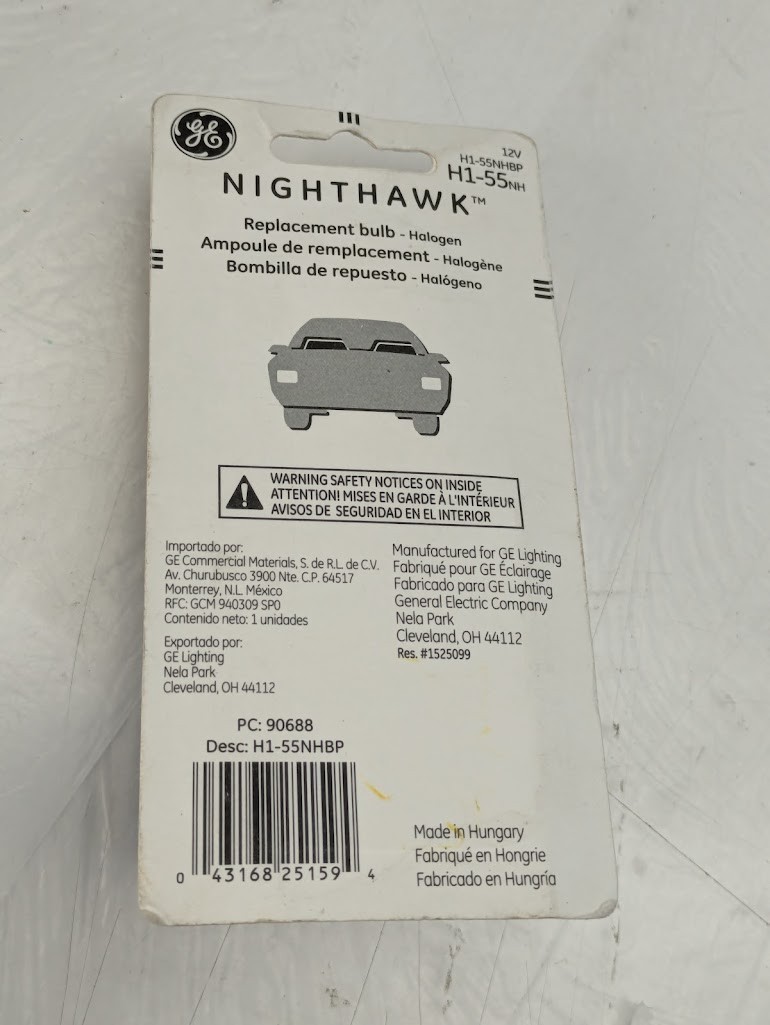 GE
12V
H1-55NHBP
H1-55NH
NIGHTHAWK™
Replacement bulb - Halogen
Ampoule de remplacement - Halogène
Bombilla de repuesto - Halógeno
WARNING SAFETY NOTICES ON INSIDE
ATTENTION! MISES EN GARDE À L'INTÉRIEUR
AVISOS DE SEGURIDAD EN EL INTERIOR
Importado por:
GE Commercial Materials, S. de R.L. de C.V.
Av. Churubusco 3900 Nte. C.P. 64517
Monterrey, N.L. México
RFC: GCM 940309 SP0
Contenido neto: 1 unidades
Exportado por:
GE Lighting
Nela Park
Cleveland, OH 44112
Manufactured for GE Lighting
Fabriqué pour GE Éclairage
Fabricado para GE Lighting
General Electric Company
Nela Park
Cleveland, OH 44112
Res. #1525099
PC: 90688
Desc: H1-55NHBP
0 43168 25159 4
Made in Hungary
Fabriqué en Hongrie
Fabricado en Hungría